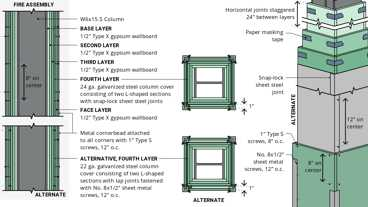 FIRE ASSEMBLY
W6x15-S Column
BASE LAYER
1/2" Type X gypsum wallboard
SECOND LAYER
1/2" Type X gypsum wallboard
THIRD LAYER
1/2" Type X gypsum wallboard
FOURTH LAYER
24 ga. galvanized steel column cover
consisting of two L-shaped sections
with snap-lock sheet steel joints
FACE LAYER
1/2" Type X gypsum wallboard
Metal cornerbead attached
to all corners with 1" Type S
screws, 12" o.c.
ALTERNATIVE, FOURTH LAYER
22 ga. galvanized steel column
cover consisting of two L-shaped
sections with lap joints fastened
with No. 8x1/2" sheet metal
screws, 12" o.c.
8" on
center
ALTERNATE
1"
1"
ALTERNATE
Horizontal joints staggered
24" between layers
Paper masking
tape
Snap-lock
sheet steel
joint
ALTERNATE
12" on
center
1" Type S
screws, 8" o.c.
No. 8x1/2"
sheet metal
screws, 12" o.c.
8" on
center